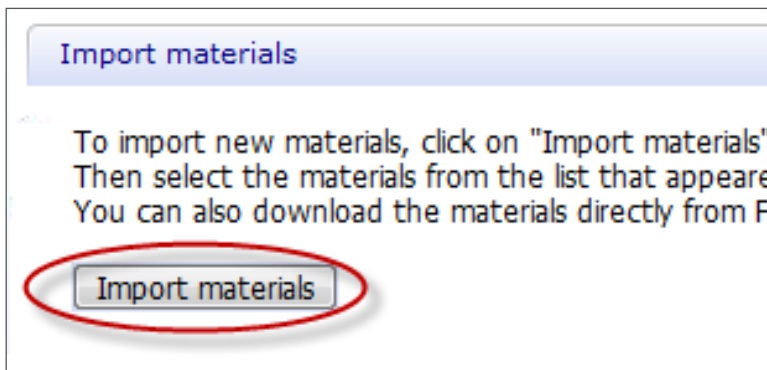 Import materials
To import new materials, click on "Import materials"
Then select the materials from the list that appeare
You can also download the materials directly from F
Import materials